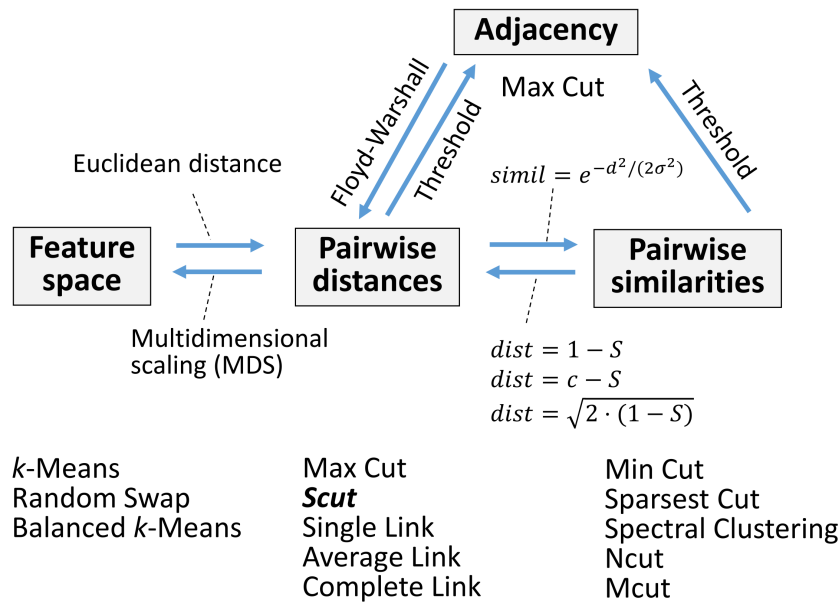 Adjacency
Max Cut
Floyd-Warshall
Threshold
Threshold
Euclidean distance
simil = e^{-d^2/(2σ^2)}
Feature
space
Pairwise
distances
Pairwise
similarities
Multidimensional
scaling (MDS)
dist = 1 − S
dist = c − S
dist = √2 · (1 − S)
k-Means
Random Swap
Balanced k-Means
Max Cut
Scut
Single Link
Average Link
Complete Link
Min Cut
Sparsest Cut
Spectral Clustering
Ncut
Mcut